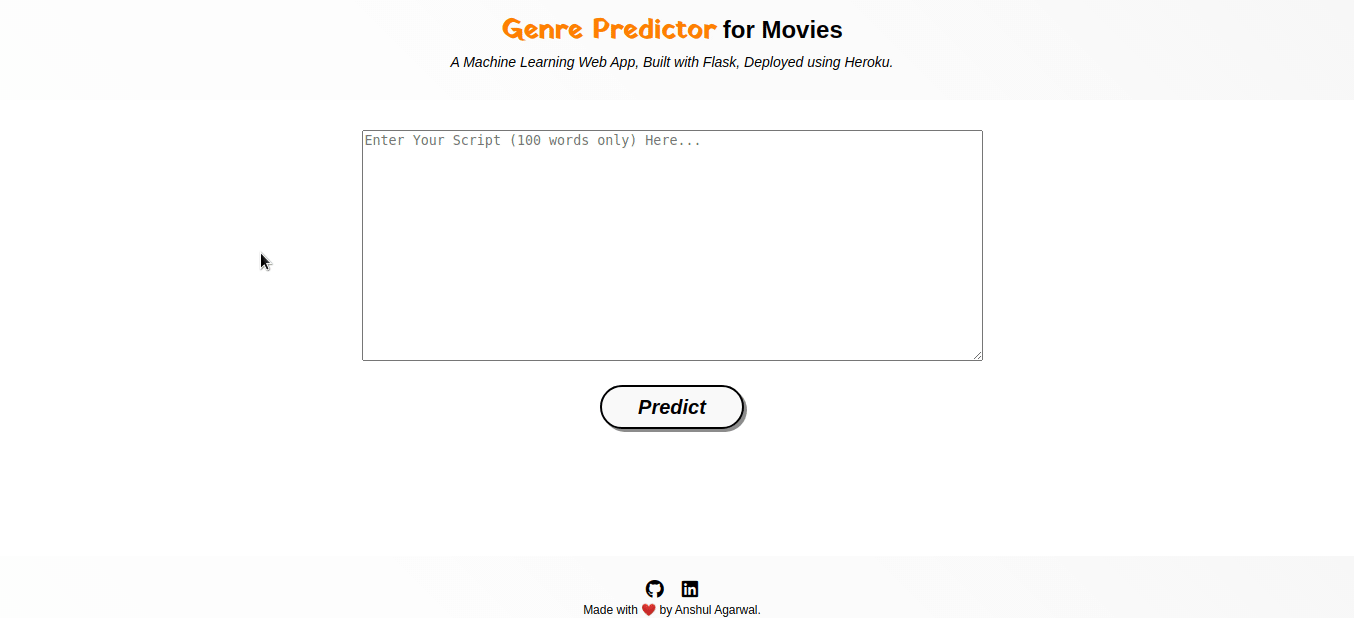 Genre Predictor for Movies
A Machine Learning Web App, Built with Flask, Deployed using Heroku.
Enter Your Script (100 words only) Here...
Predict
in
Made with ❤️ by Anshul Agarwal.